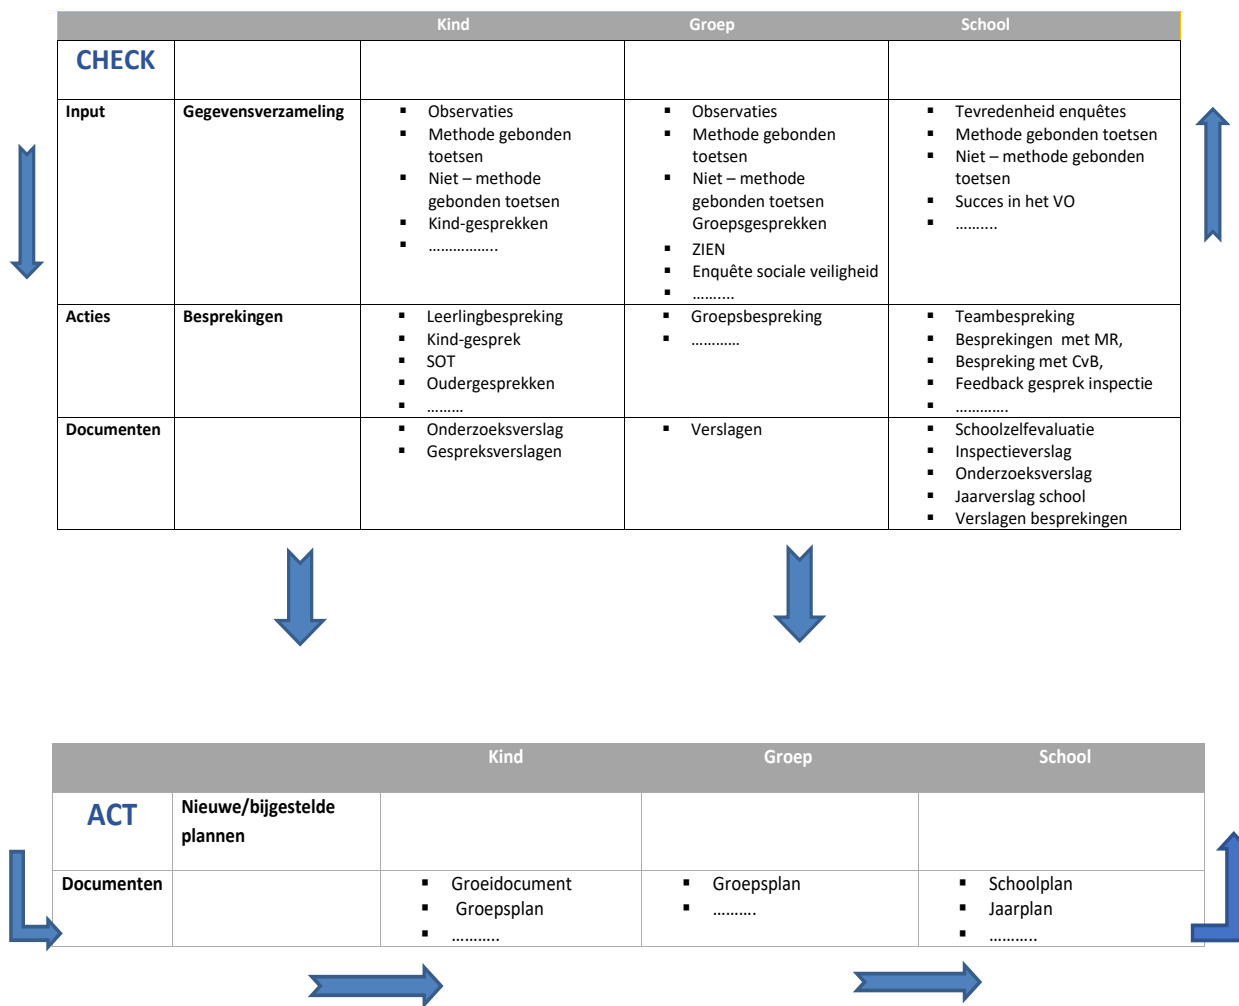 Kind Groep School
CHECK
Input Gegevensverzameling
▪ Observaties
▪ Methode gebonden
toetsen
▪ Niet – methode
gebonden toetsen
▪ Kind-gesprekken
▪ ……………..
▪ Observaties
▪ Methode gebonden
toetsen
▪ Niet – methode
gebonden toetsen
Groepsgesprekken
▪ ZIEN
▪ Enquête sociale veiligheid
▪ ……....
▪ Tevredenheid enquêtes
▪ Methode gebonden toetsen
▪ Niet – methode gebonden
toetsen
▪ Succes in het VO
▪ ……....
Acties Besprekingen
▪ Leerlingbespreking
▪ Kind-gesprek
▪ SOT
▪ Oudergesprekken
▪ ………
▪ Groepsbespreking
▪ …………
▪ Teambespreking
▪ Besprekingen met MR,
▪ Bespreking met CvB,
▪ Feedback gesprek inspectie
▪ ………….
Documenten
▪ Onderzoeksverslag
▪ Gespreksverslagen
▪ Verslagen
▪ Schoolzelfevaluatie
▪ Inspectieverslag
▪ Onderzoeksverslag
▪ Jaarverslag school
▪ Verslagen besprekingen
Kind Groep School
ACT Nieuwe/bijgestelde
plannen
Documenten
▪ Groeidocument
▪ Groepsplan
▪ ………..
▪ Groepsplan
▪ ……….
▪ Schoolplan
▪ Jaarplan
▪ ………..